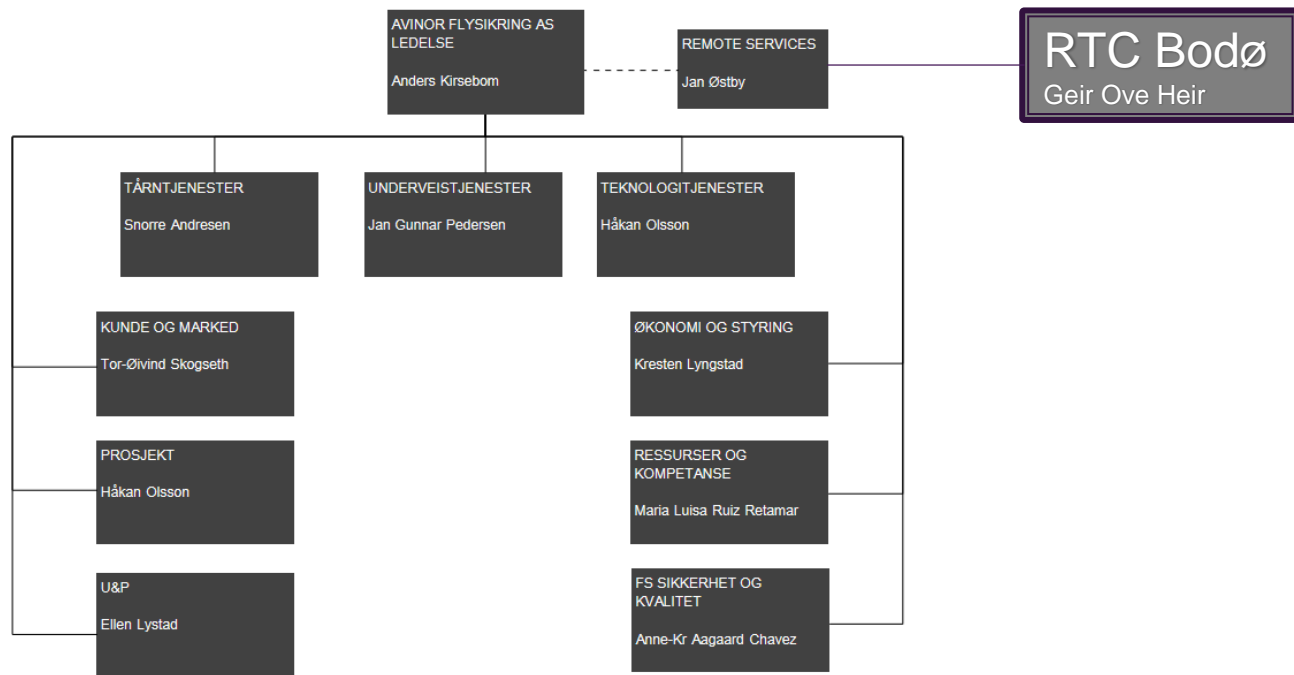 AVINOR FLYSIKRING AS
LEDELSE
Anders Kirsebom
REMOTE SERVICES
Jan Østby
RTC Bodø
Geir Ove Heir
TÅRNTJENESTER
Snorre Andresen
UNDERVEISTJENESTER
Jan Gunnar Pedersen
TEKNOLOGITJENESTER
Håkan Olsson
KUNDE OG MARKED
Tor-Øivind Skogseth
ØKONOMI OG STYRING
Kresten Lyngstad
PROSJEKT
Håkan Olsson
RESSURSER OG
KOMPETANSE
Maria Luisa Ruiz Retamar
U&P
Ellen Lystad
FS SIKKERHET OG
KVALITET
Anne-Kr Aagaard Chavez